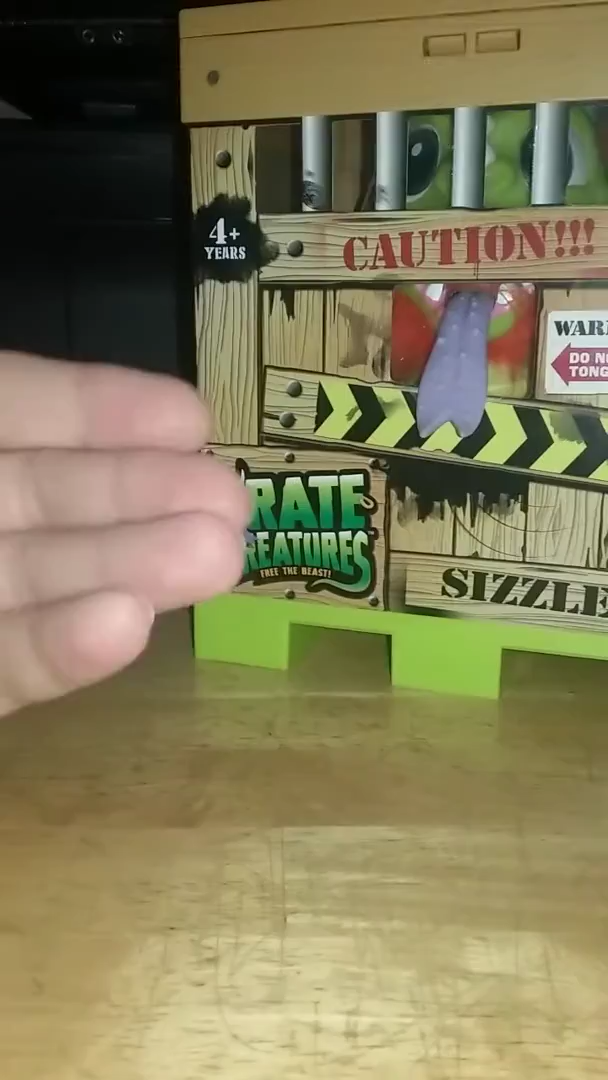 4+
YEARS
CAUTION!!!
WAR
DO N
TONG
RATE
REATURES
FREE THE BEAST!
SIZZLE